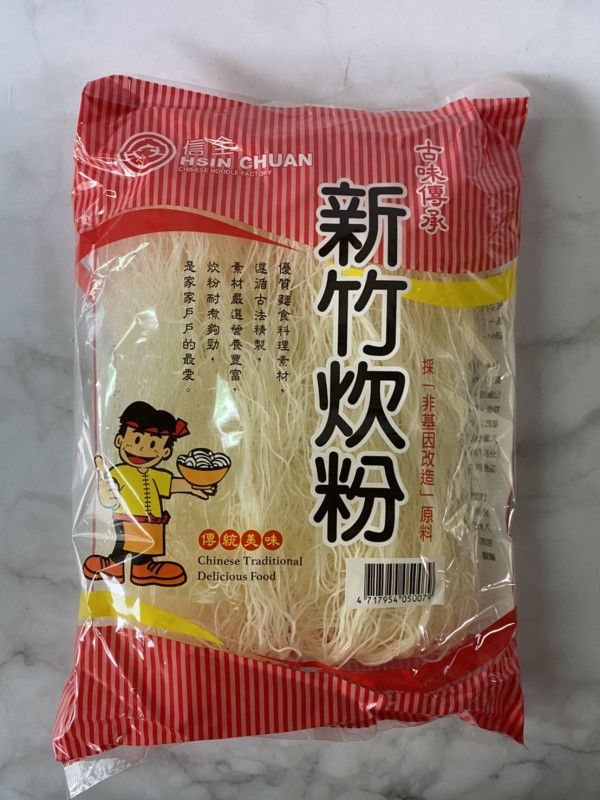 信全
HSIN CHUAN
CHINESE NOODLE FACTORY
古味傳承
新竹炊粉
優質麵食料理素材，
遵循古法精製，
素材嚴選營養豐富，
炊粉耐煮夠勁，
是家家戶戶的最愛。
採「非基因改造」原料
傳統美味
Chinese Traditional
Delicious Food
4 717954 050079